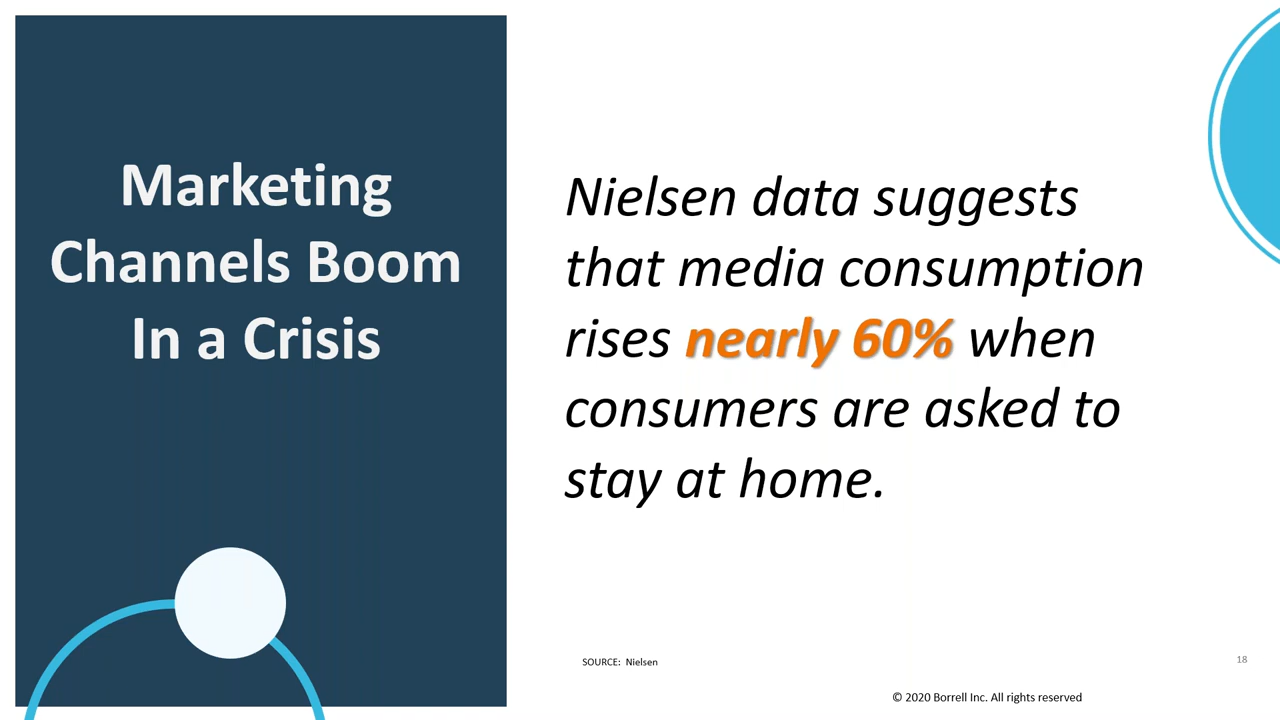 Marketing
Channels Boom
In a Crisis
Nielsen data suggests
that media consumption
rises nearly 60% when
consumers are asked to
stay at home.
SOURCE: Nielsen
18
© 2020 Borrell Inc. All rights reserved